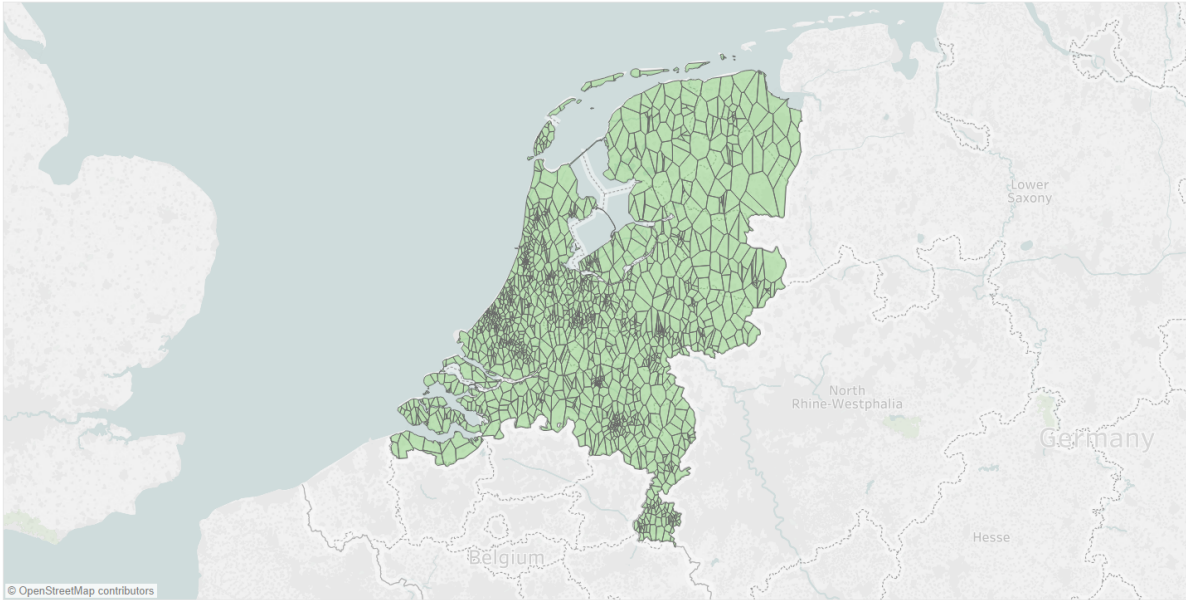 Lower
Saxony
North
Rhine-Westphalia
Germany
Hesse
Belgium
© OpenStreetMap contributors